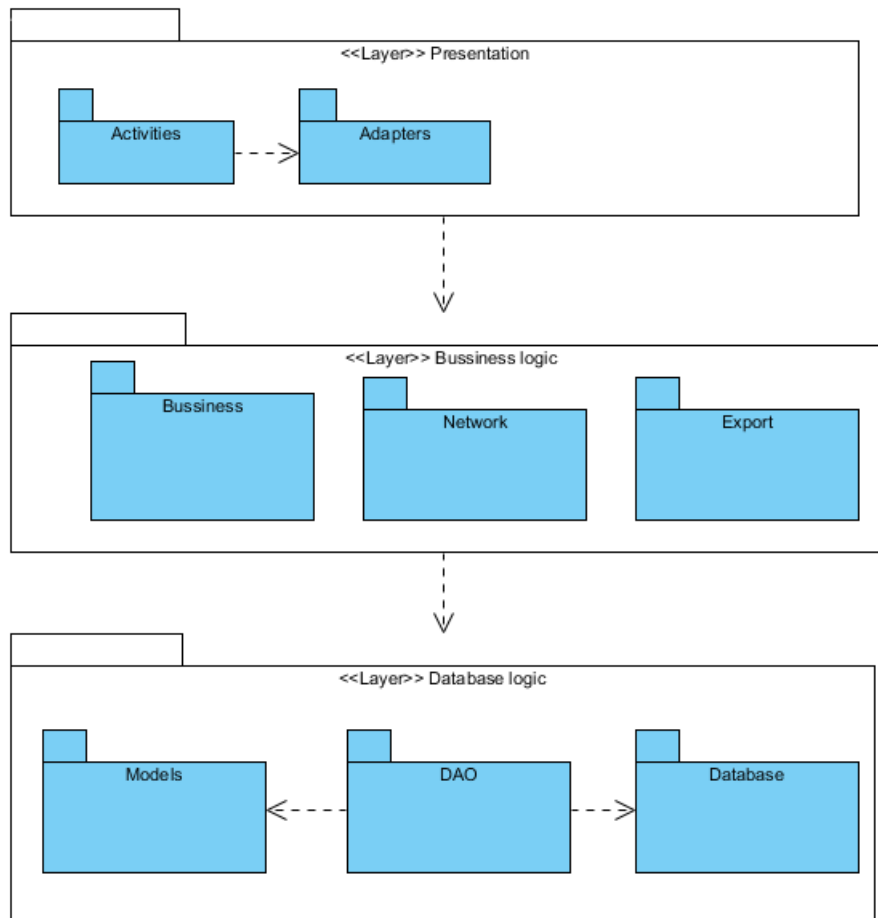 <<Layer>> Presentation
Activities
Adapters
<<Layer>> Bussiness logic
Bussiness
Network
Export
<<Layer>> Database logic
Models
DAO
Database